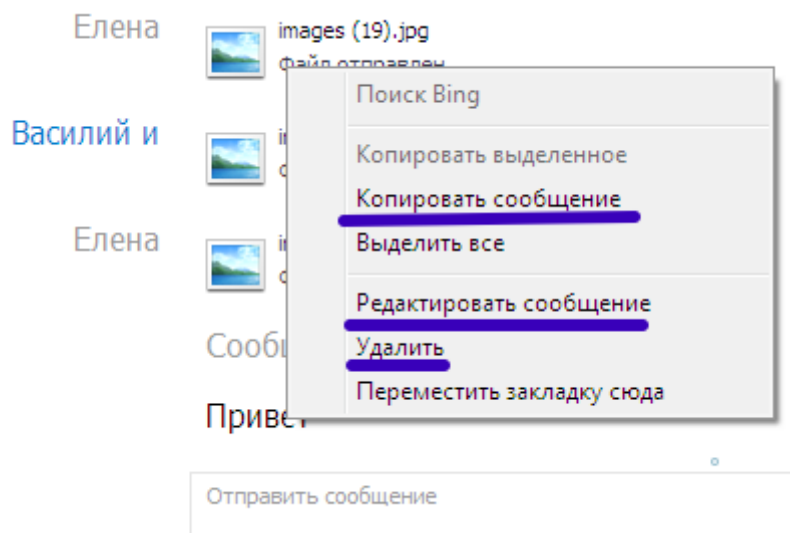 Елена
images (19).jpg
Файл отправлен
Василий и
Елена
Поиск Bing
Копировать выделенное
Копировать сообщение
Выделить все
Редактировать сообщение
Удалить
Переместить закладку сюда
Привет
Отправить сообщение